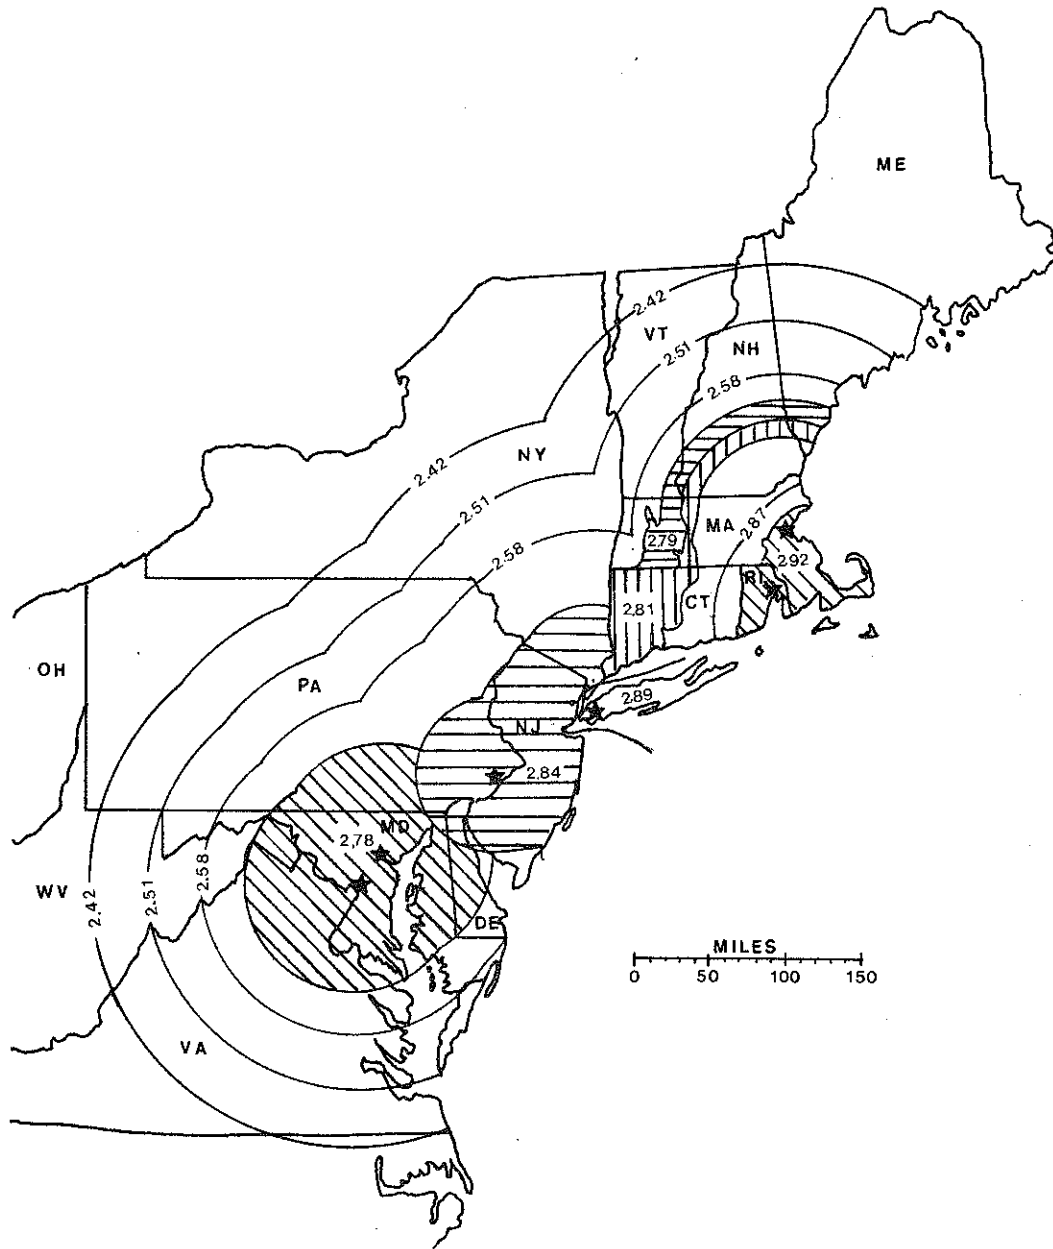 ME
2.42
VT
2.51
NH
2.58
2.42
NY
2.51
MA
2.87
2.79
2.92
2.58
RI
2.81
CT
OH
PA
2.89
NJ
2.84
MD
2.78
2.58
2.51
2.42
WV
DE
MILES
0 50 100 150
VA